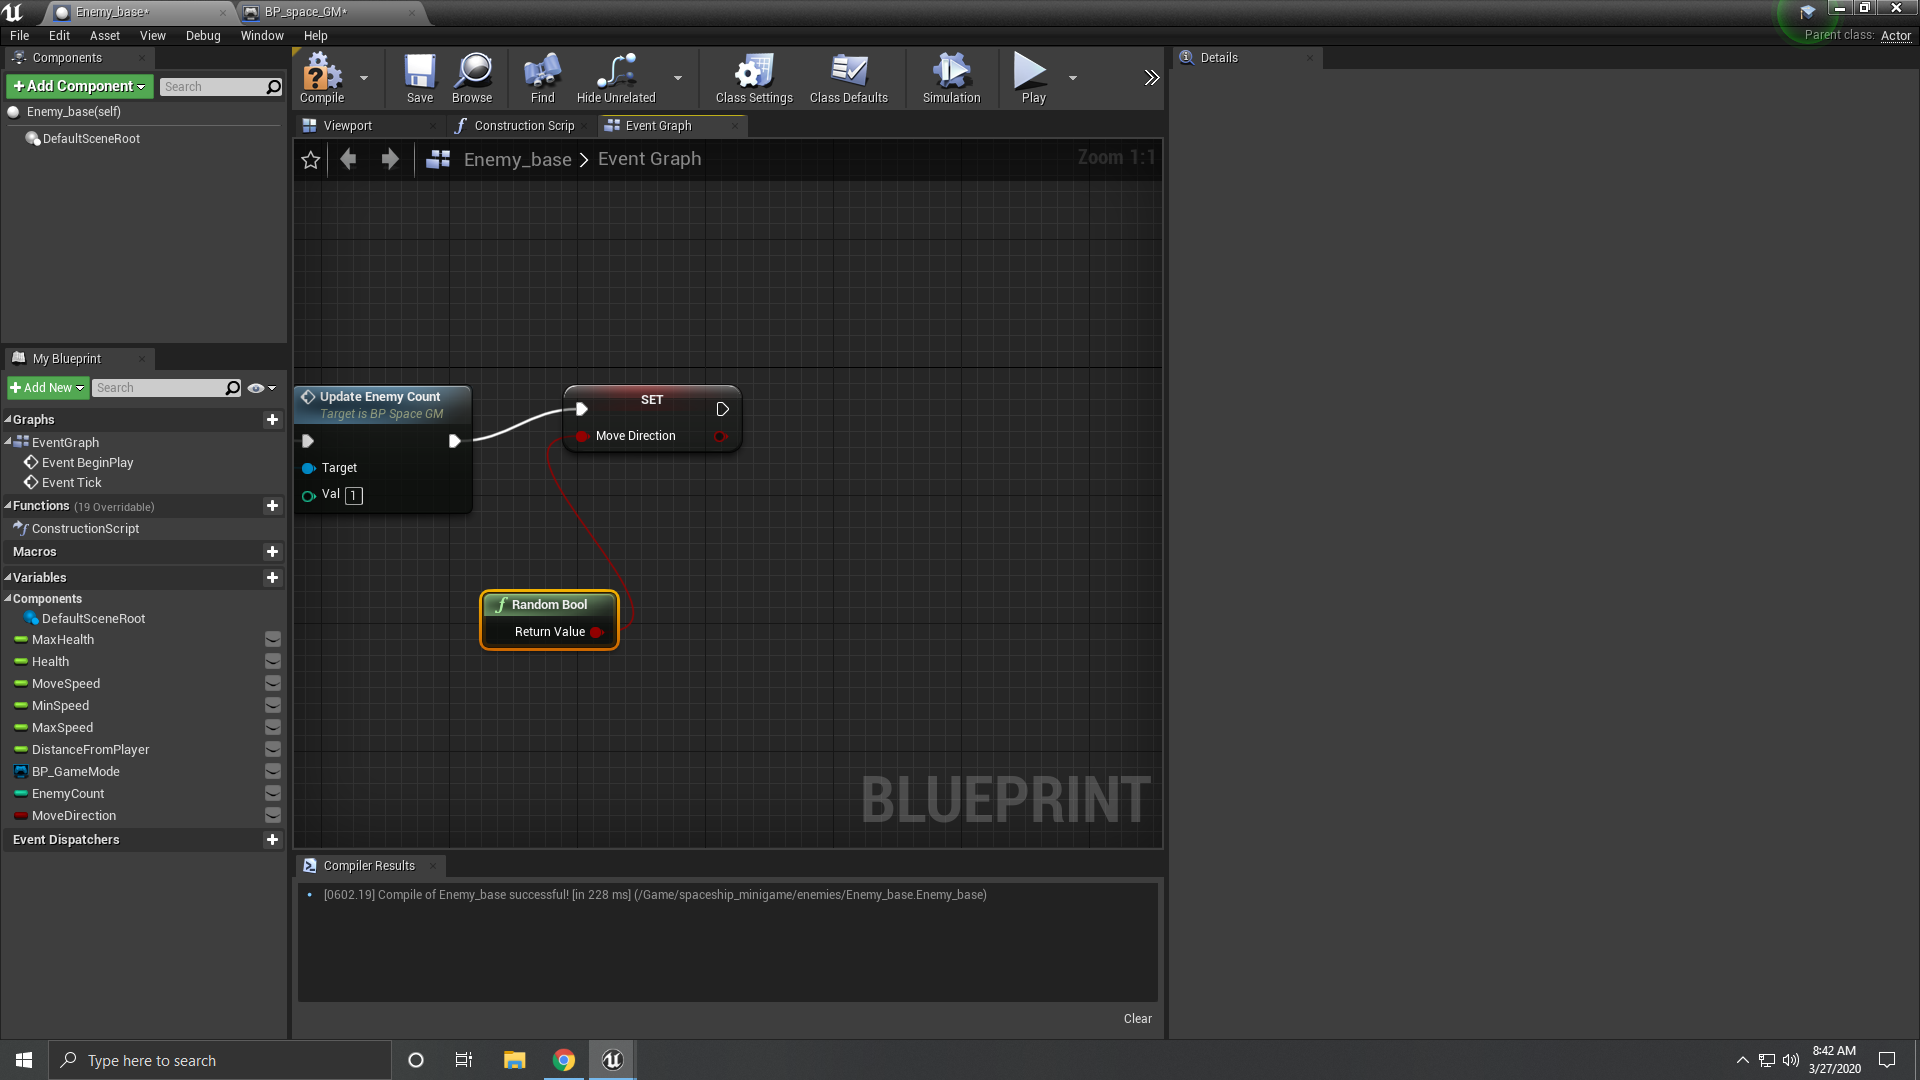 Enemy_base*
BP_space_GM*
File Edit Asset View Debug Window Help
Parent class: Actor
Components
Add Component
Search
Enemy_base(self)
DefaultSceneRoot
Compile
Save
Browse
Find
Hide Unrelated
Class Settings
Class Defaults
Simulation
Play
Details
Viewport
Construction Scrip
Event Graph
Enemy_base > Event Graph
Zoom 1:1
My Blueprint
Add New
Search
Graphs
EventGraph
Event BeginPlay
Event Tick
Functions (19 Overridable)
ConstructionScript
Macros
Variables
Components
DefaultSceneRoot
MaxHealth
Health
MoveSpeed
MinSpeed
MaxSpeed
DistanceFromPlayer
BP_GameMode
EnemyCount
MoveDirection
Event Dispatchers
Update Enemy Count
Target is BP Space GM
Target
Val 1
SET
Move Direction
f Random Bool
Return Value
BLUEPRINT
Compiler Results
[0602.19] Compile of Enemy_base successful! [in 228 ms] (/Game/spaceship_minigame/enemies/Enemy_base.Enemy_base)
Clear
Type here to search
8:42 AM
3/27/2020